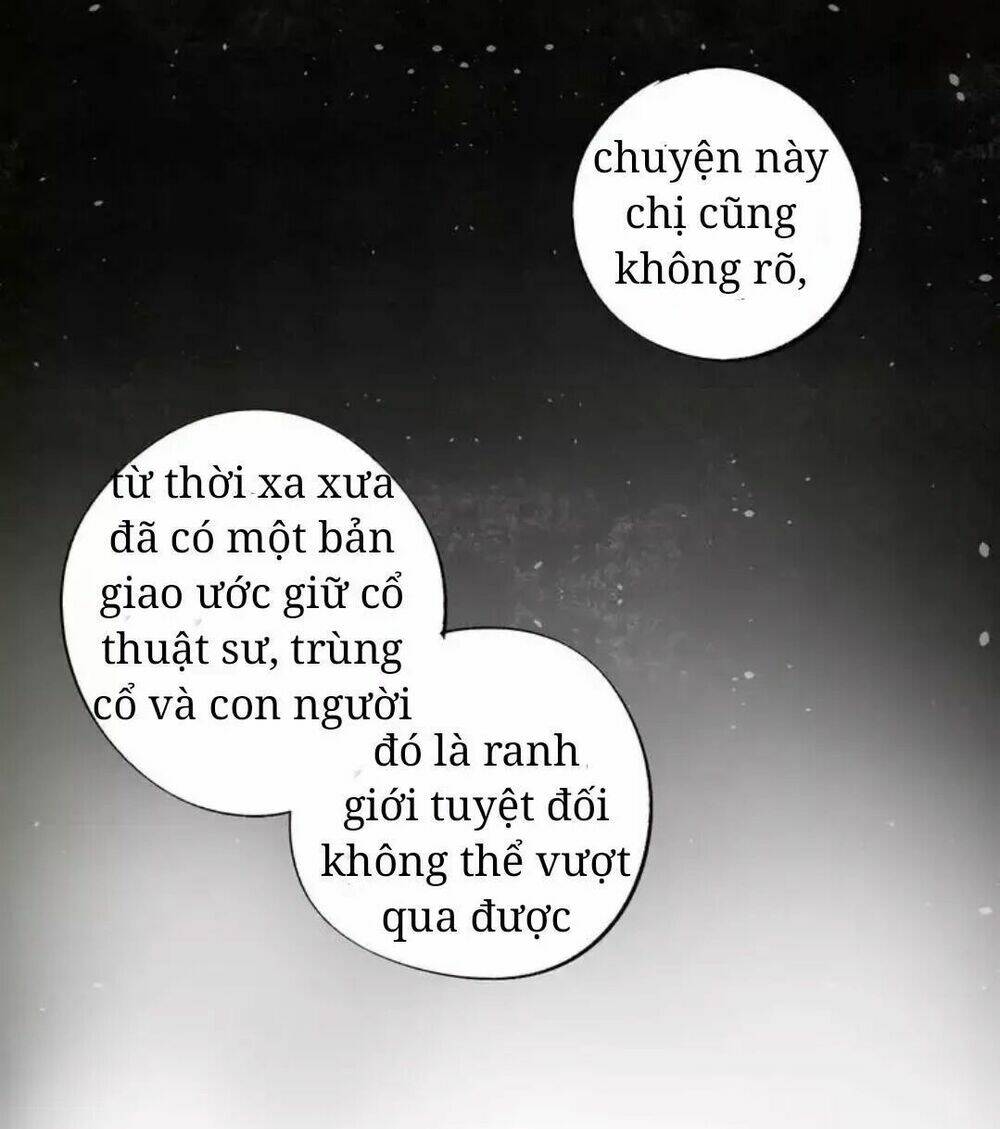 chuyện này
chị cũng
không rõ,
từ thời xa xưa
đã có một bản
giao ước giữ cổ
thuật sư, trùng
cổ và con người
đó là ranh
giới tuyệt đối
không thể vượt
qua được